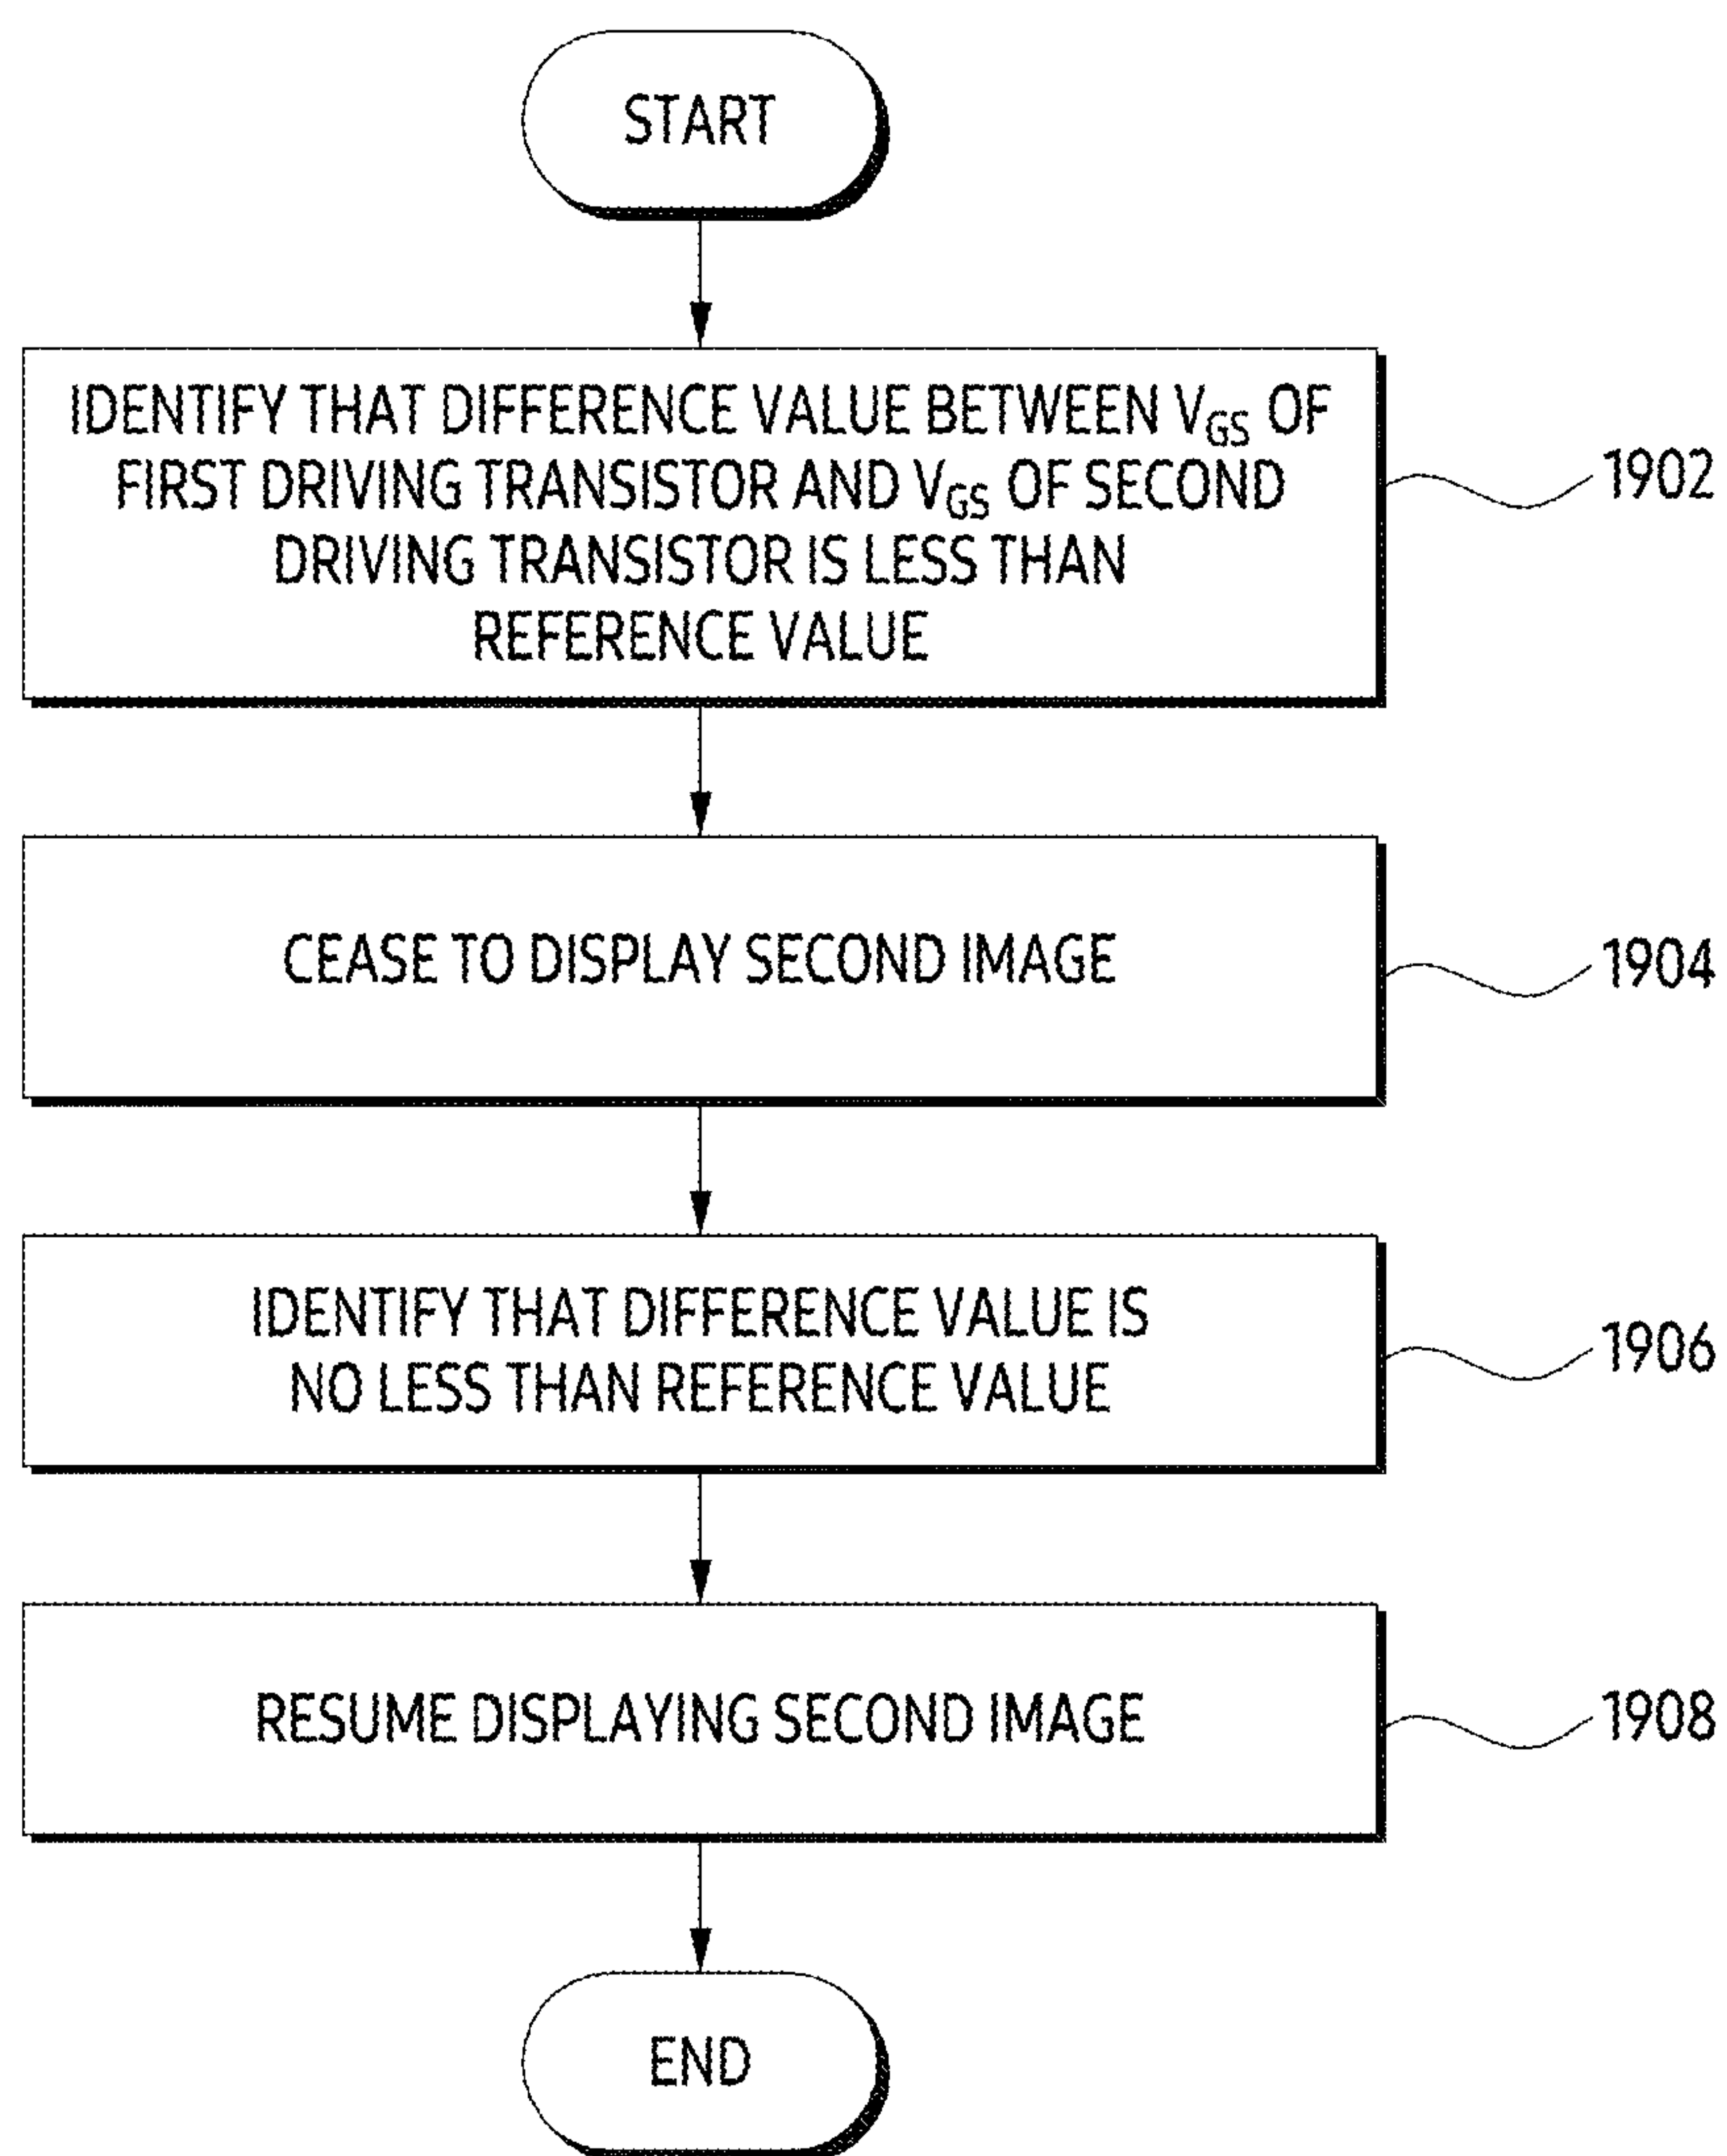 START
IDENTIFY THAT DIFFERENCE VALUE BETWEEN VGS OF
FIRST DRIVING TRANSISTOR AND VGS OF SECOND
DRIVING TRANSISTOR IS LESS THAN
REFERENCE VALUE
1902
CEASE TO DISPLAY SECOND IMAGE
1904
IDENTIFY THAT DIFFERENCE VALUE IS
NO LESS THAN REFERENCE VALUE
1906
RESUME DISPLAYING SECOND IMAGE
1908
END